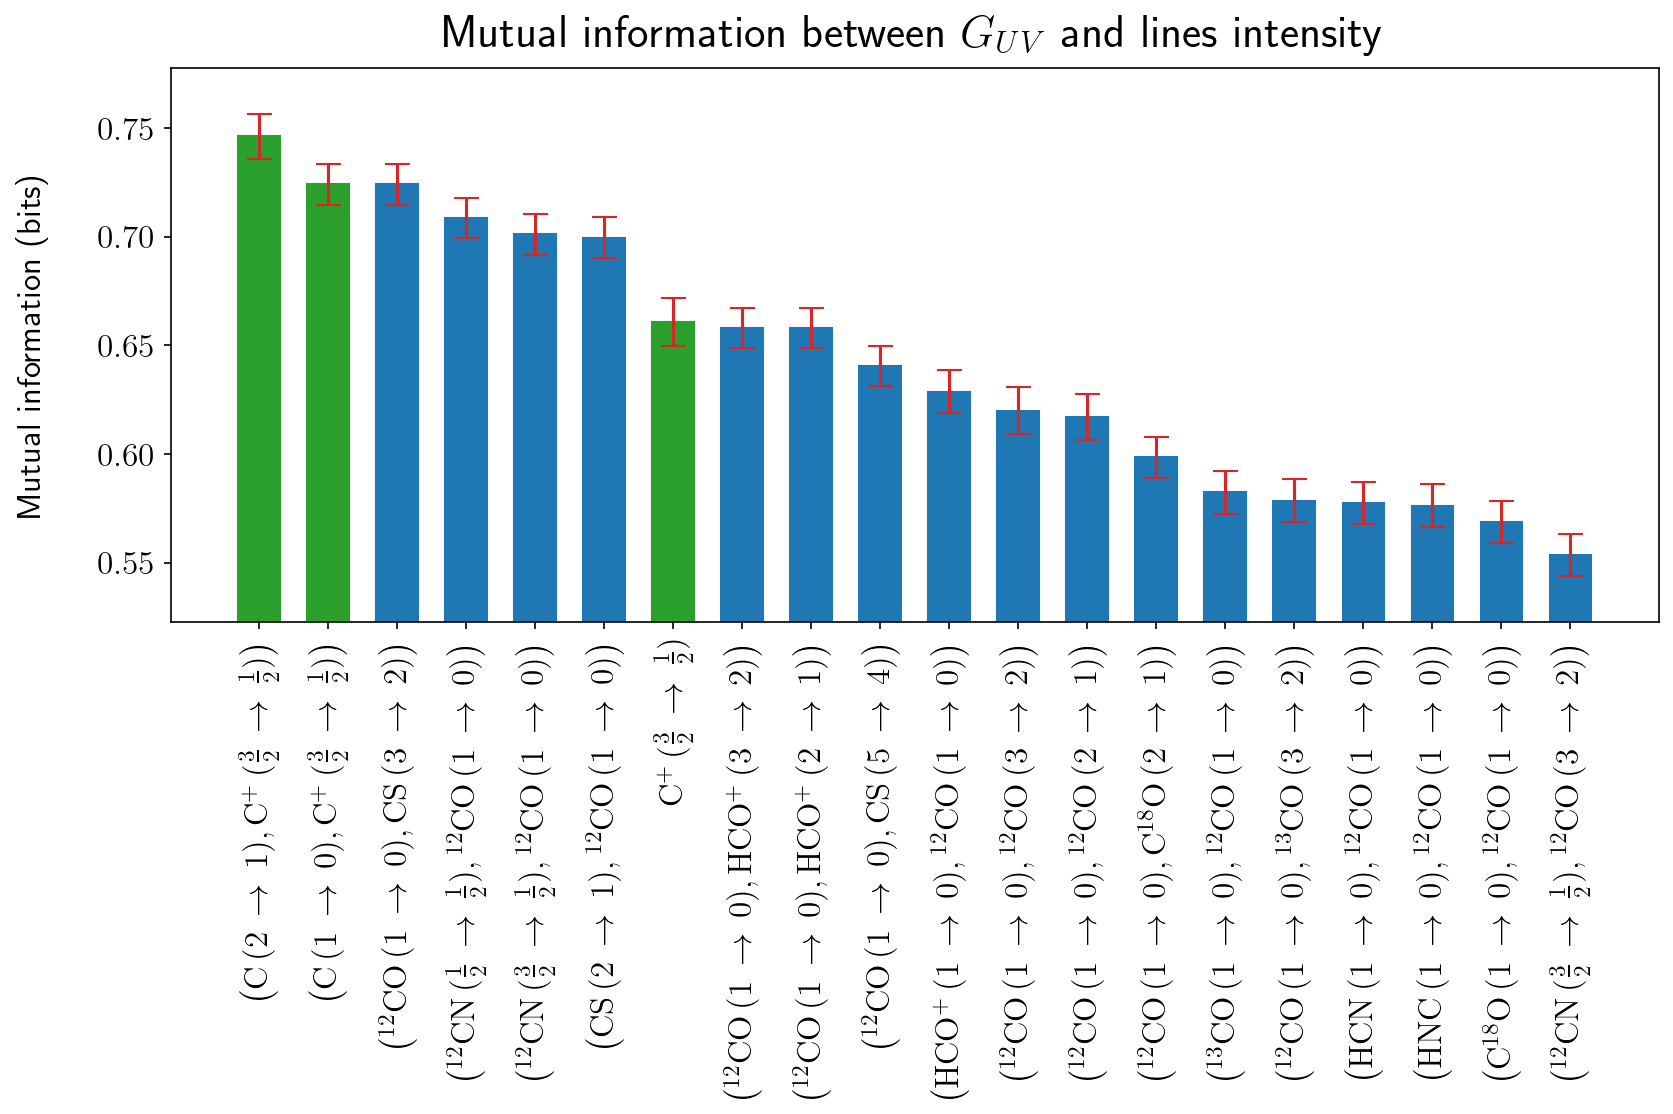 Mutual information between $G_{UV}$ and lines intensity
Mutual information (bits)
0.75
0.70
0.65
0.60
0.55
(C (2 → 1), C⁺ (3/2 → 1/2))
(C (1 → 0), C⁺ (3/2 → 1/2))
(¹²CO (1 → 0), CS (3 → 2))
(¹²CN (1/2 → 1/2), ¹²CO (1 → 0))
(¹²CN (3/2 → 1/2), ¹²CO (1 → 0))
(CS (2 → 1), ¹²CO (1 → 0))
C⁺ (3/2 → 1/2)
(¹²CO (1 → 0), HCO⁺ (3 → 2))
(¹²CO (1 → 0), HCO⁺ (2 → 1))
(¹²CO (1 → 0), CS (5 → 4))
(HCO⁺ (1 → 0), ¹²CO (1 → 0))
(¹²CO (1 → 0), ¹²CO (3 → 2))
(¹²CO (1 → 0), ¹²CO (2 → 1))
(¹²CO (1 → 0), C¹⁸O (2 → 1))
(¹³CO (1 → 0), ¹²CO (1 → 0))
(¹²CO (1 → 0), ¹³CO (3 → 2))
(HCN (1 → 0), ¹²CO (1 → 0))
(HNC (1 → 0), ¹²CO (1 → 0))
(C¹⁸O (1 → 0), ¹²CO (1 → 0))
(¹²CN (3/2 → 1/2), ¹²CO (3 → 2))